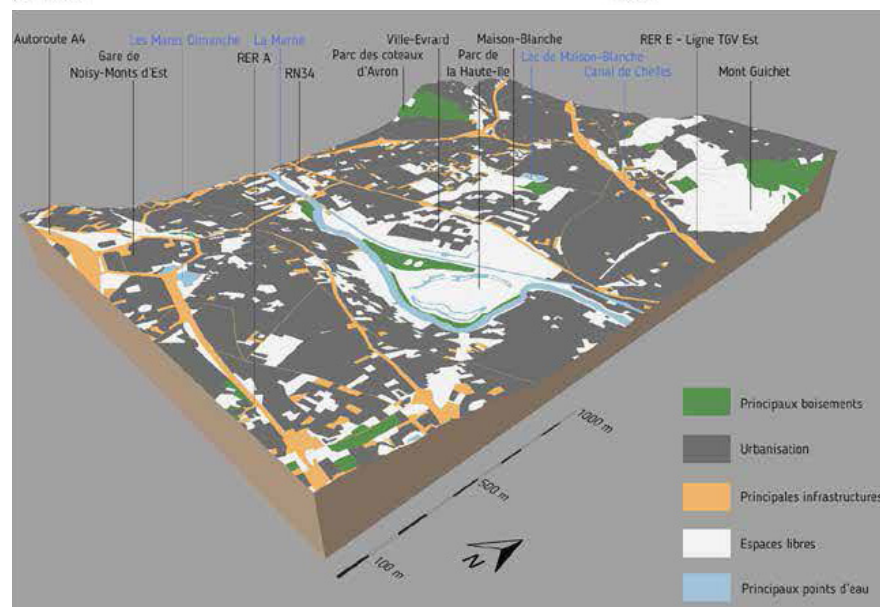 Autoroute A4
Gare de
Noisy-Monts d'Est
Les Mares Dimanche
La Marne
RER A
RN34
Parc des coteaux
d'Avron
Ville-Evrard
Parc de
la Haute-Ile
Maison-Blanche
Lac de Maison-Blanche
Canal de Chelles
RER E - Ligne TGV Est
Mont Guichet
1000 m
500 m
100 m
N
Principaux boisements
Urbanisation
Principales infrastructures
Espaces libres
Principaux points d'eau